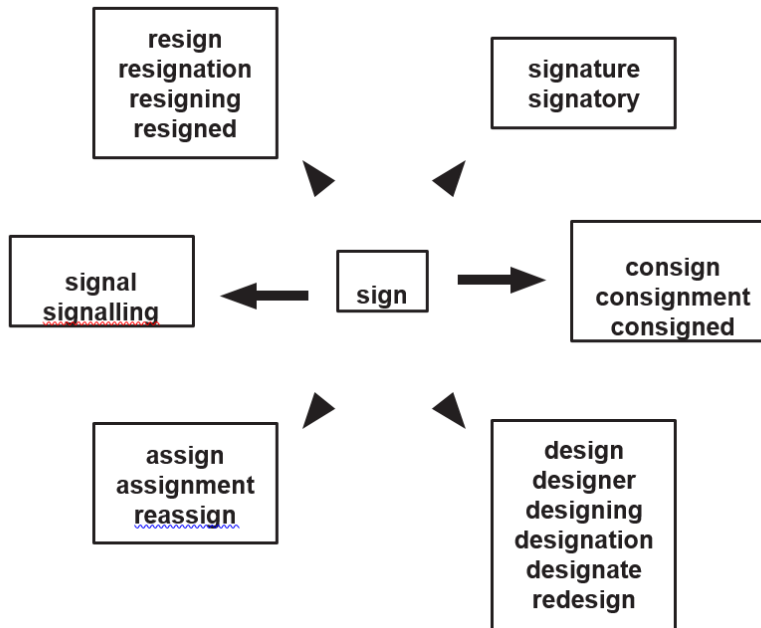 resign
resignation
resigning
resigned
signature
signatory
signal
signalling
sign
consign
consignment
consigned
assign
assignment
reassign
design
designer
designing
designation
designate
redesign